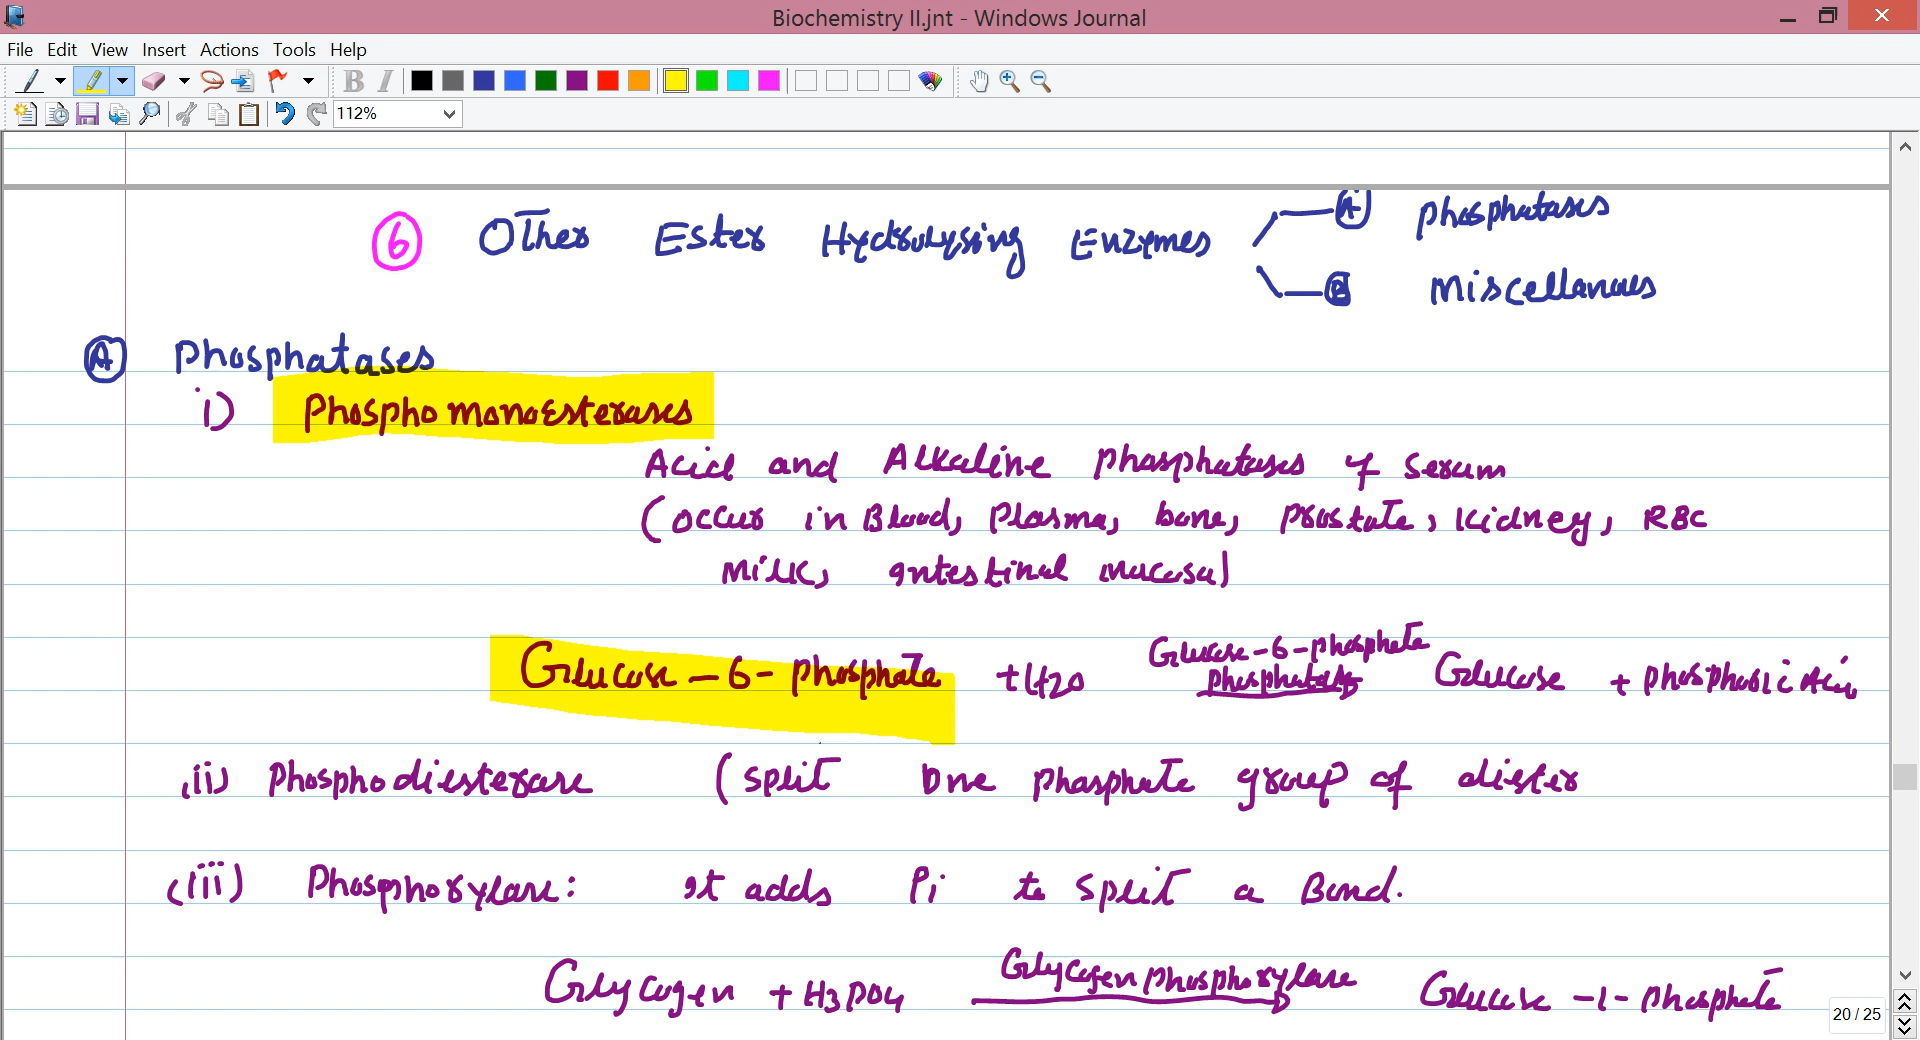 Biochemistry II.jnt - Windows Journal
File Edit View Insert Actions Tools Help
B I
112%
6 Other Ester Hydrolysing Enzymes
A Phosphatases
B Miscellanous
A Phosphatases
i) Phosphomonoesterases
Acid and Alkaline phosphatases of serum
(occur in Blood, Plasma, bone, prostate, kidney, RBC
Milk, intestinal mucosa)
Glucose-6-phosphate + H2O Glucose-6-phosphate phosphatase Glucose + phosphoric Acid
(ii) Phosphodiesterase (split one phosphate group of diester
(iii) Phosphorylase: It adds Pi to split a Bond.
Glycogen + H3PO4 Glycogen phosphorylase Glucose-1-phosphate
20 / 25